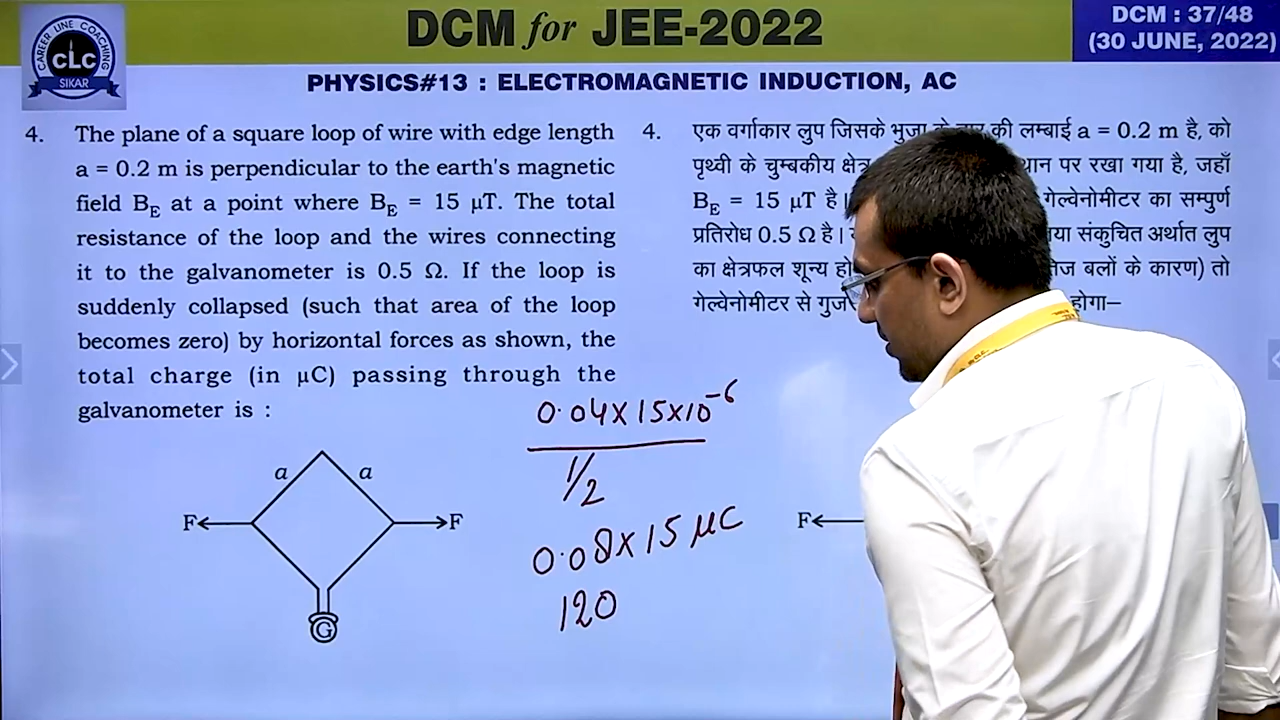 DCM for JEE-2022
DCM : 37/48
(30 JUNE, 2022)
CAREER LINE COACHING
CLC
SIKAR
PHYSICS#13 : ELECTROMAGNETIC INDUCTION, AC
4. The plane of a square loop of wire with edge length
a = 0.2 m is perpendicular to the earth's magnetic
field B_E at a point where B_E = 15 μT. The total
resistance of the loop and the wires connecting
it to the galvanometer is 0.5 Ω. If the loop is
suddenly collapsed (such that area of the loop
becomes zero) by horizontal forces as shown, the
total charge (in μC) passing through the
galvanometer is :
a a
F F
G
0.04×15×10^-6
1/2
0.08×15 μC
120
4. एक वर्गाकार लुप जिसके भुजा की लम्बाई a = 0.2 m है, को
पृथ्वी के चुम्बकीय स्थान पर रखा गया है, जहाँ
B_E = 15 μT है। गेल्वेनोमीटर का सम्पुर्ण
प्रतिरोध 0.5 Ω है। संकुचित अर्थात लुप
का क्षेत्रफल शून्य बलों के कारण) तो
गेल्वेनोमीटर से होगा–
F